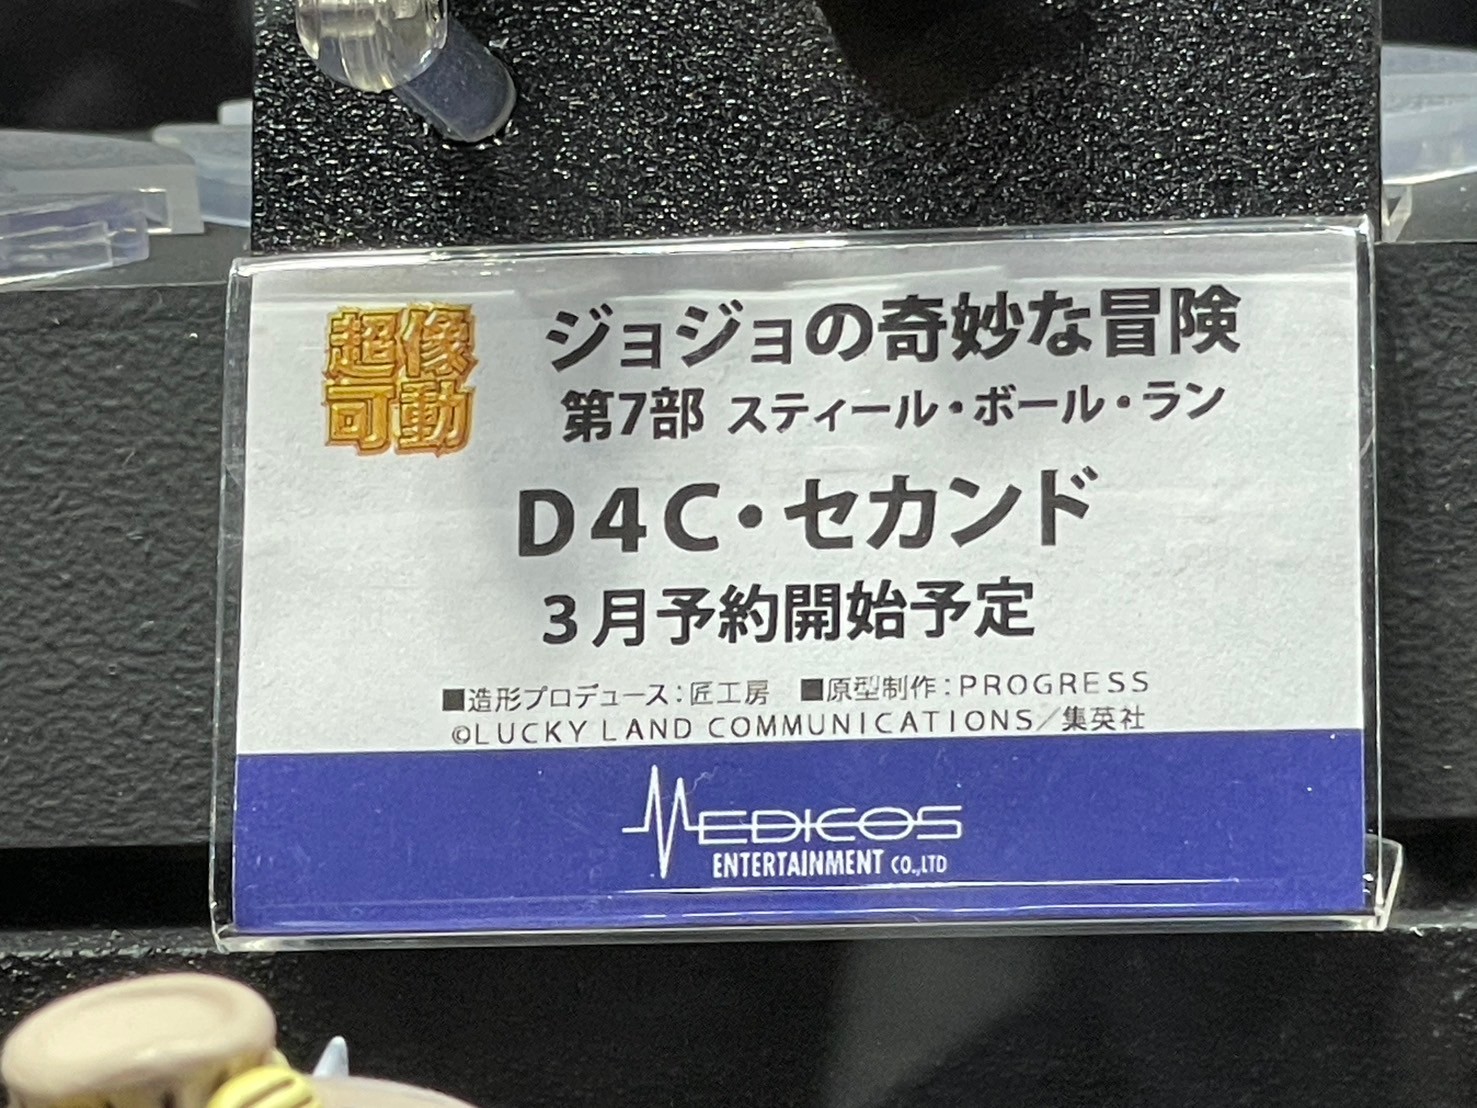 超像
可動
ジョジョの奇妙な冒険
第7部 スティール・ボール・ラン
D4C・セカンド
3月予約開始予定
■造形プロデュース:匠工房 ■原型制作:PROGRESS
©LUCKY LAND COMMUNICATIONS/集英社
MEDICOS
ENTERTAINMENT CO.,LTD